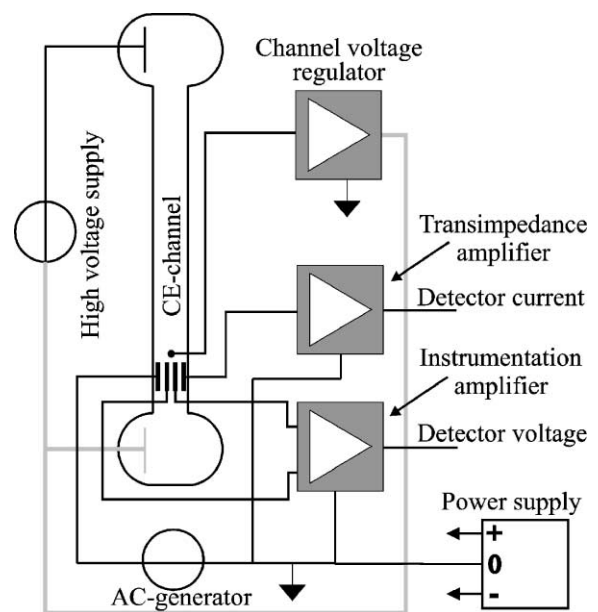 Channel voltage
regulator
High voltage supply
CE-channel
Transimpedance
amplifier
Detector current
Instrumentation
amplifier
Detector voltage
Power supply
+
0
-
AC-generator